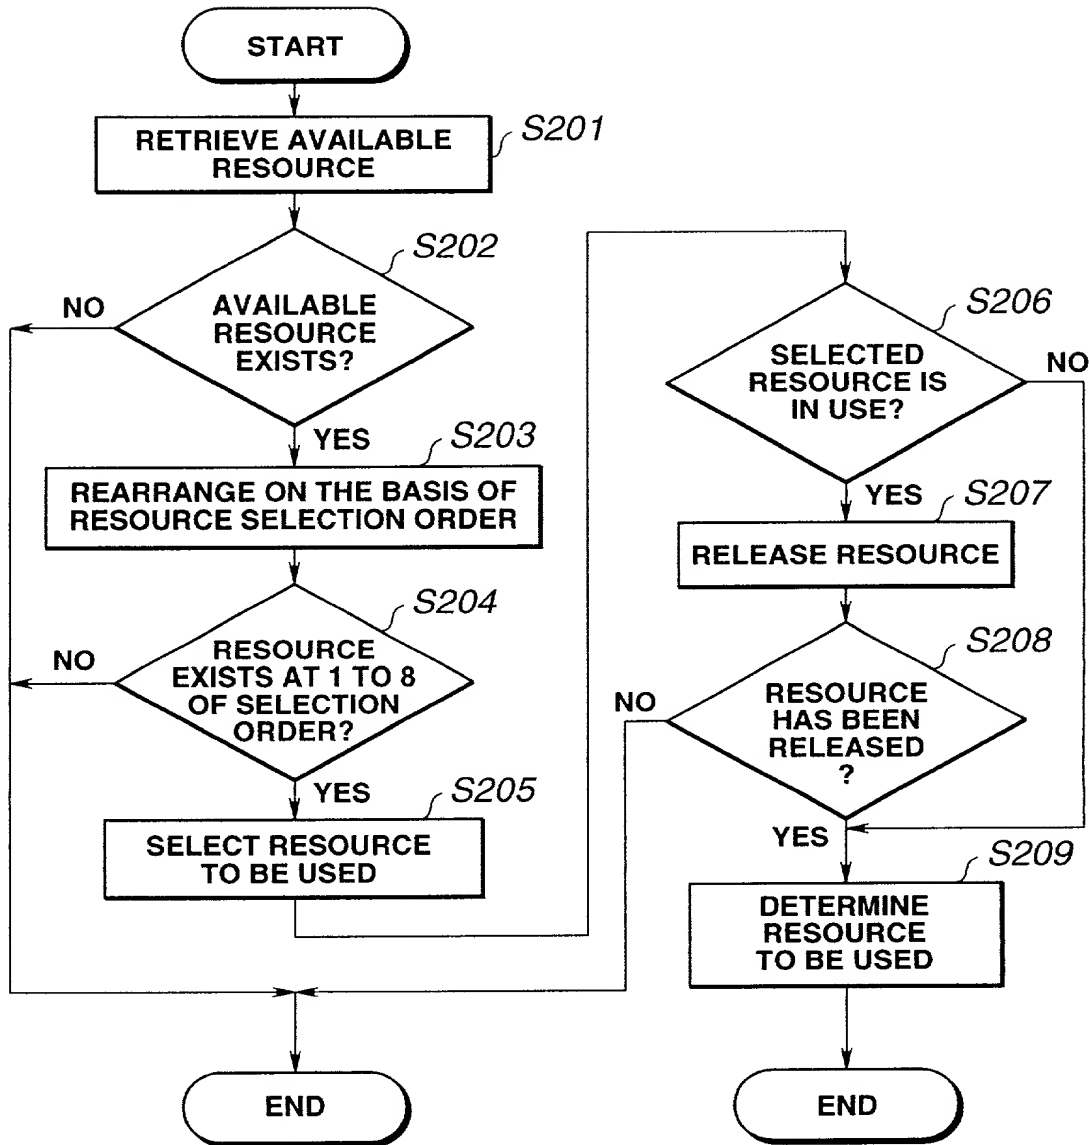 START
RETRIEVE AVAILABLE
RESOURCE
S201
AVAILABLE
RESOURCE
EXISTS?
S202
NO
YES
REARRANGE ON THE BASIS OF
RESOURCE SELECTION ORDER
S203
RESOURCE
EXISTS AT 1 TO 8
OF SELECTION
ORDER?
S204
NO
YES
SELECT RESOURCE
TO BE USED
S205
END
SELECTED
RESOURCE IS
IN USE?
S206
NO
YES
RELEASE RESOURCE
S207
RESOURCE
HAS BEEN
RELEASED
?
S208
NO
YES
DETERMINE
RESOURCE
TO BE USED
S209
END